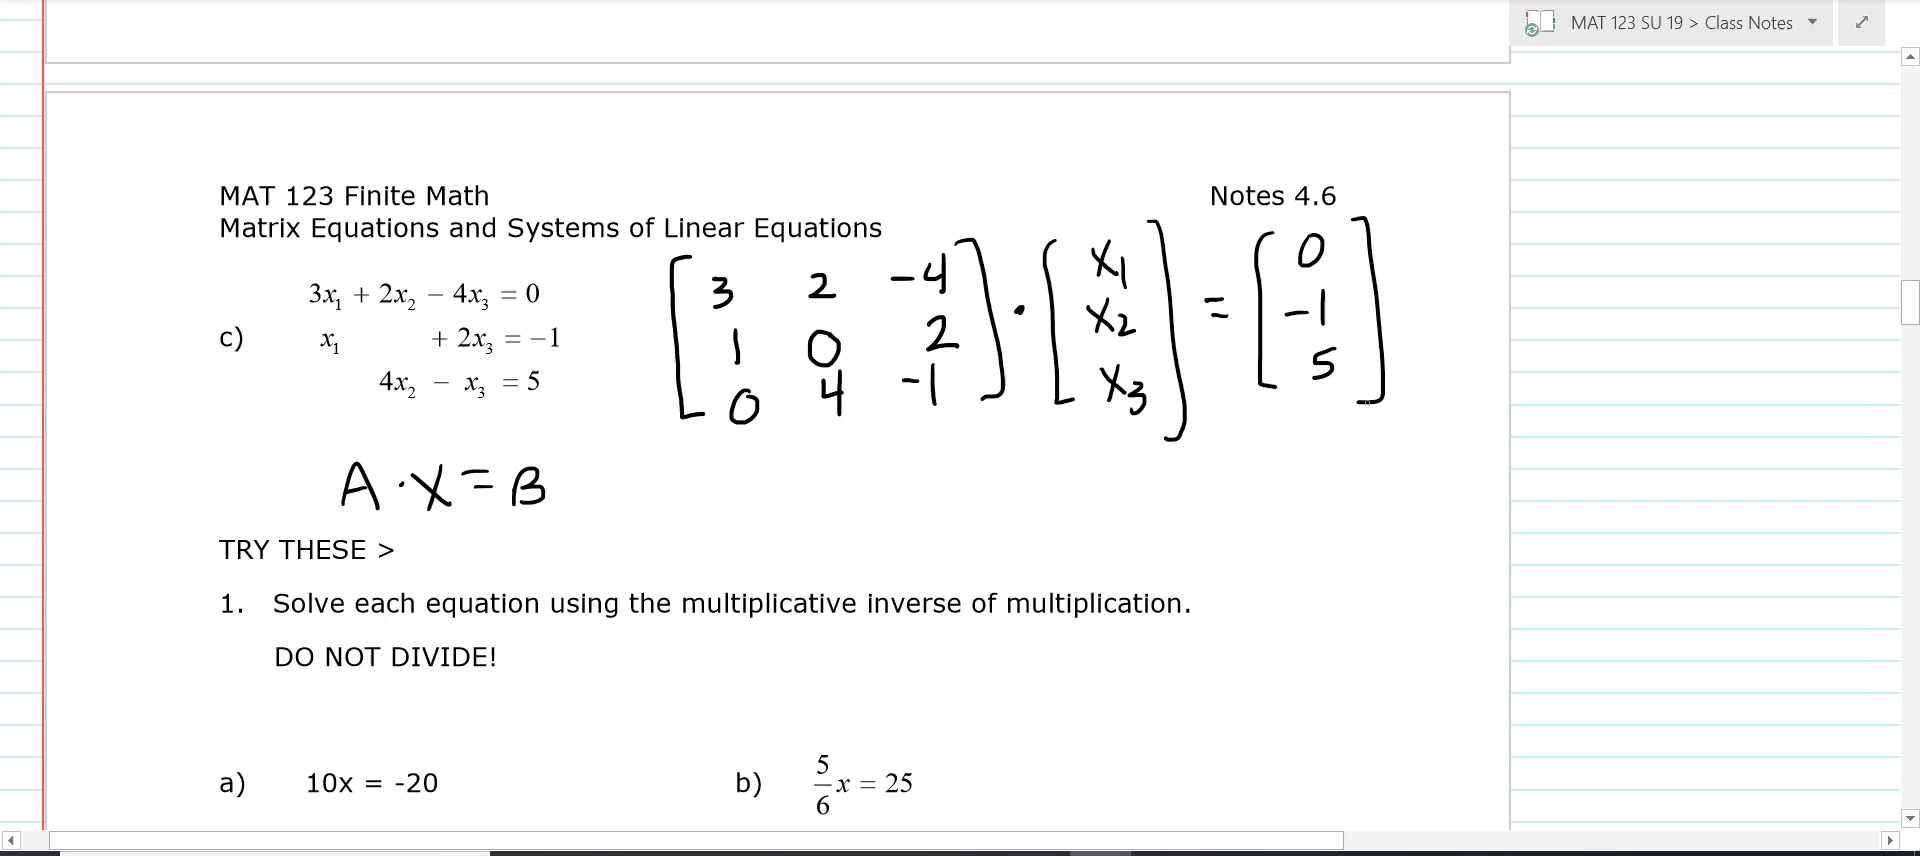 MAT 123 SU 19 > Class Notes
MAT 123 Finite Math Notes 4.6
Matrix Equations and Systems of Linear Equations
c)
3x₁ + 2x₂ − 4x₃ = 0
x₁ + 2x₃ = −1
4x₂ − x₃ = 5
[3 2 -4] · [x₁] = [0]
[1 0 2] [x₂] [-1]
[0 4 -1] [x₃] [5]
A · X = B
TRY THESE >
1. Solve each equation using the multiplicative inverse of multiplication.
DO NOT DIVIDE!
a) 10x = -20
b) 5/6 x = 25